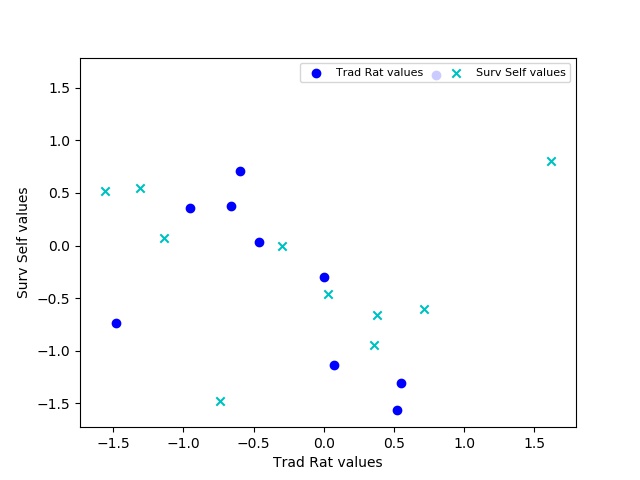 Trad Rat values Surv Self values
1.5
1.0
0.5
0.0
−0.5
−1.0
−1.5
Surv Self values
−1.5 −1.0 −0.5 0.0 0.5 1.0 1.5
Trad Rat values